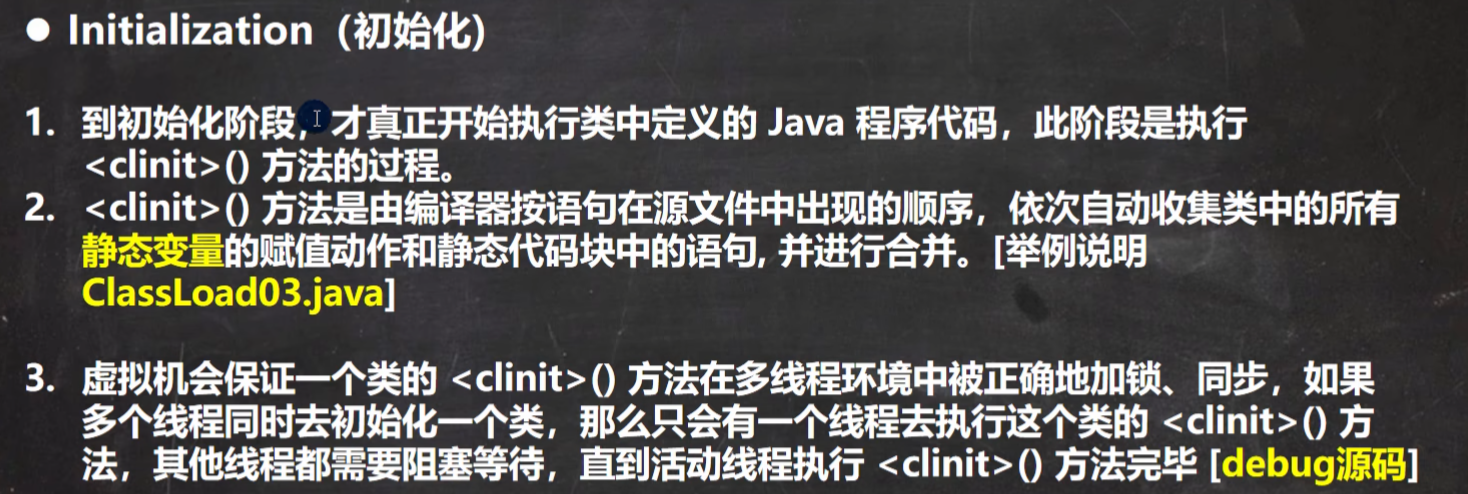 ● Initialization（初始化）
1. 到初始化阶段，才真正开始执行类中定义的 Java 程序代码，此阶段是执行
<clinit>() 方法的过程。
2. <clinit>() 方法是由编译器按语句在源文件中出现的顺序，依次自动收集类中的所有
静态变量的赋值动作和静态代码块中的语句, 并进行合并。[举例说明
ClassLoad03.java]
3. 虚拟机会保证一个类的 <clinit>() 方法在多线程环境中被正确地加锁、同步，如果
多个线程同时去初始化一个类，那么只会有一个线程去执行这个类的 <clinit>() 方
法，其他线程都需要阻塞等待，直到活动线程执行 <clinit>() 方法完毕 [debug源码]